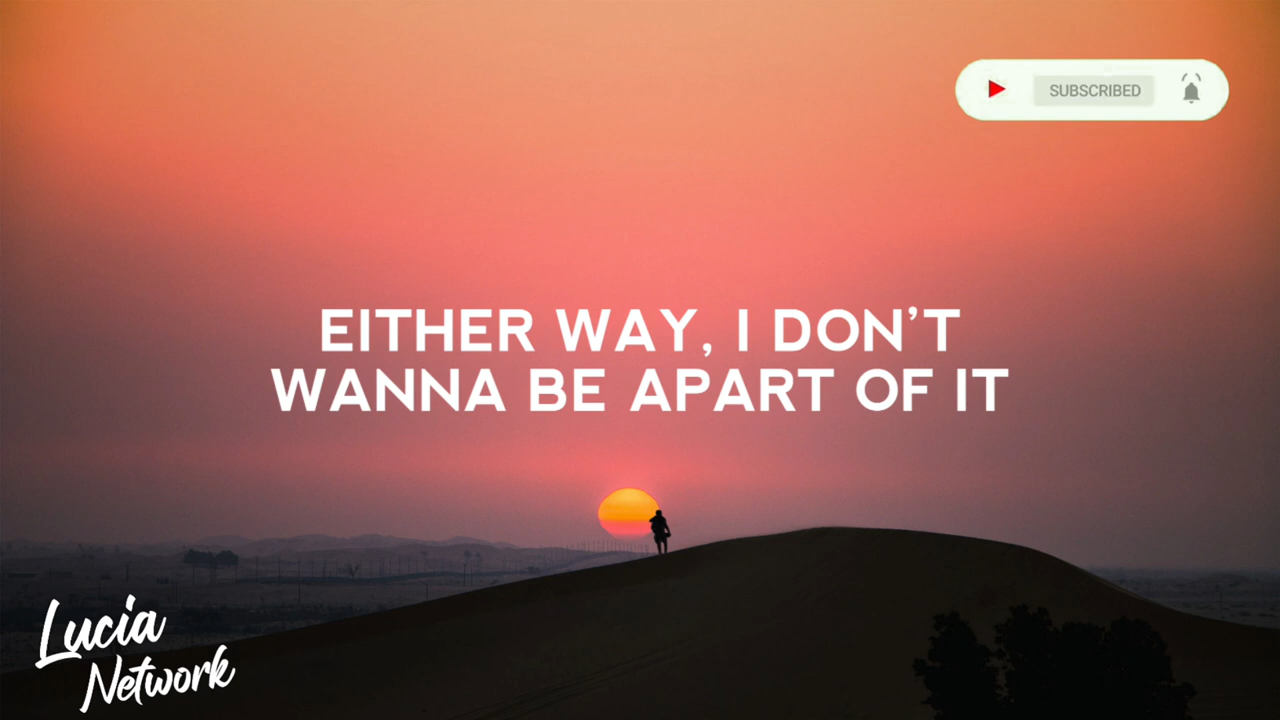 SUBSCRIBED
EITHER WAY, I DON'T
WANNA BE APART OF IT
Lucia
Network